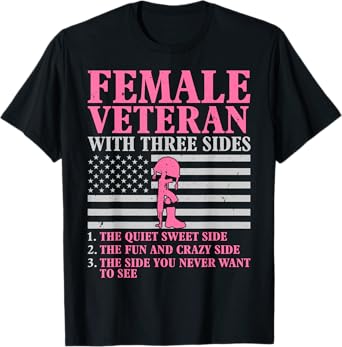 FEMALE
VETERAN
WITH THREE SIDES
1. THE QUIET SWEET SIDE
2. THE FUN AND CRAZY SIDE
3. THE SIDE YOU NEVER WANT
TO SEE